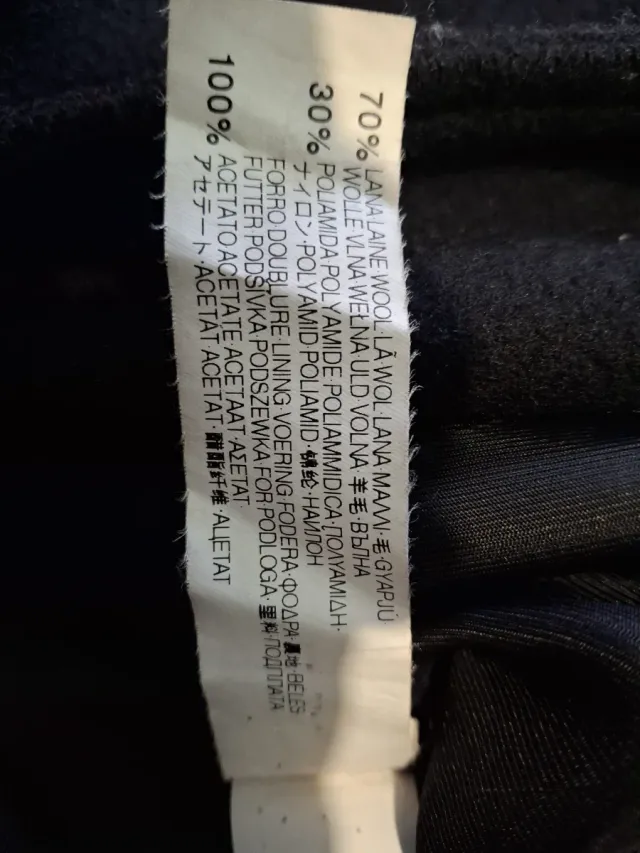 70% LANA·LAINE·WOOL·LÃ·WOL·LANA·ΜΑΛΛΙ·毛·GYAPJÚ
WOLLE·VLNA·WEŁNA·ULD·VOLNA·羊毛·ВЪЛНА
30% POLIAMIDA·POLYAMIDE·POLIAMMIDICA·ΠΟΛΥΑΜΙΔΗ·
ナイロン·POLYAMID·POLIAMID·锦纶·НАЙЛОН
FORRO·DOUBLURE·LINING·VOERING·FODERA·ΦΟΔΡΑ·裏地·BÉLÉS
FUTTER·PODŠÍVKA·PODSZEWKA·FOR·PODLOGA·里料·ПОДПЛАТА
100% ACETATO·ACETATE·ACETAAT·ΑΣΕΤΑΤ·
アセテート·ACETÁT·ACETAT·醋酯纤维·АЦЕТАТ